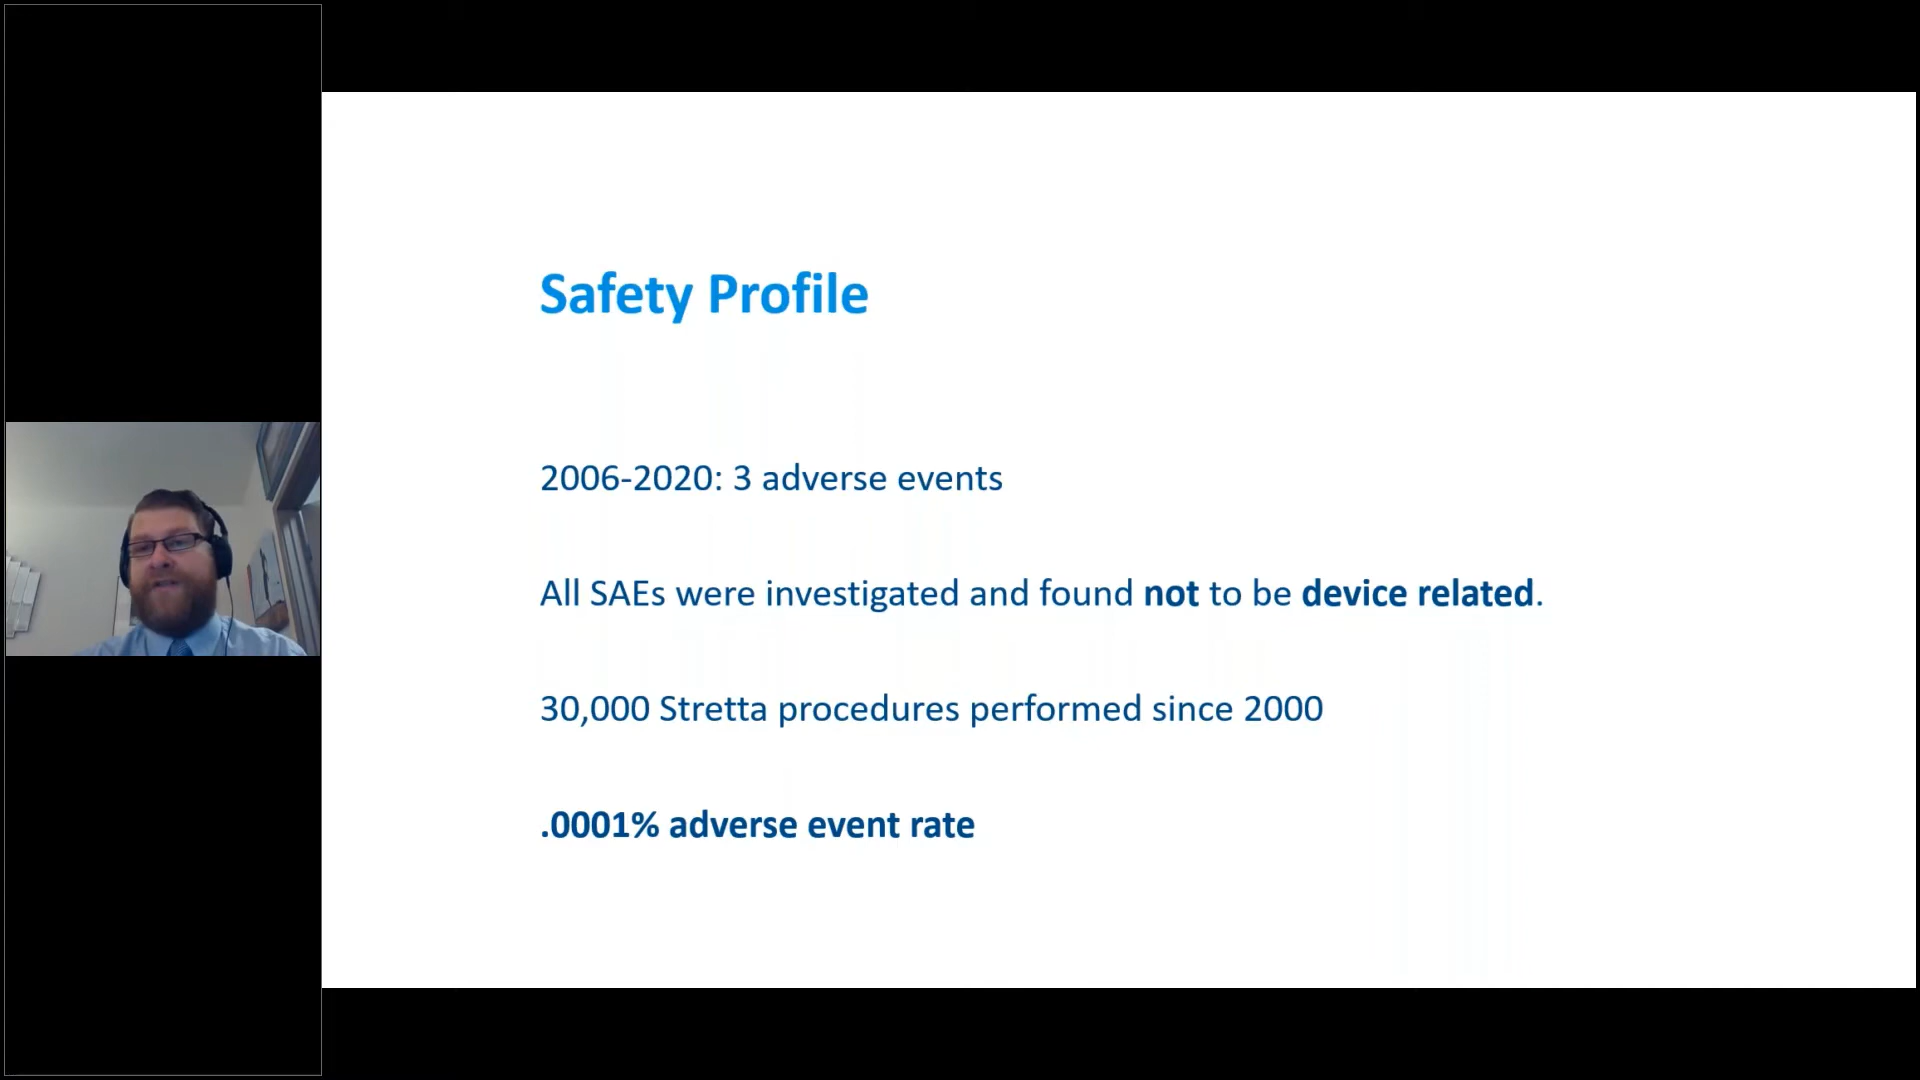 Safety Profile
2006-2020: 3 adverse events
All SAEs were investigated and found not to be device related.
30,000 Stretta procedures performed since 2000
.0001% adverse event rate